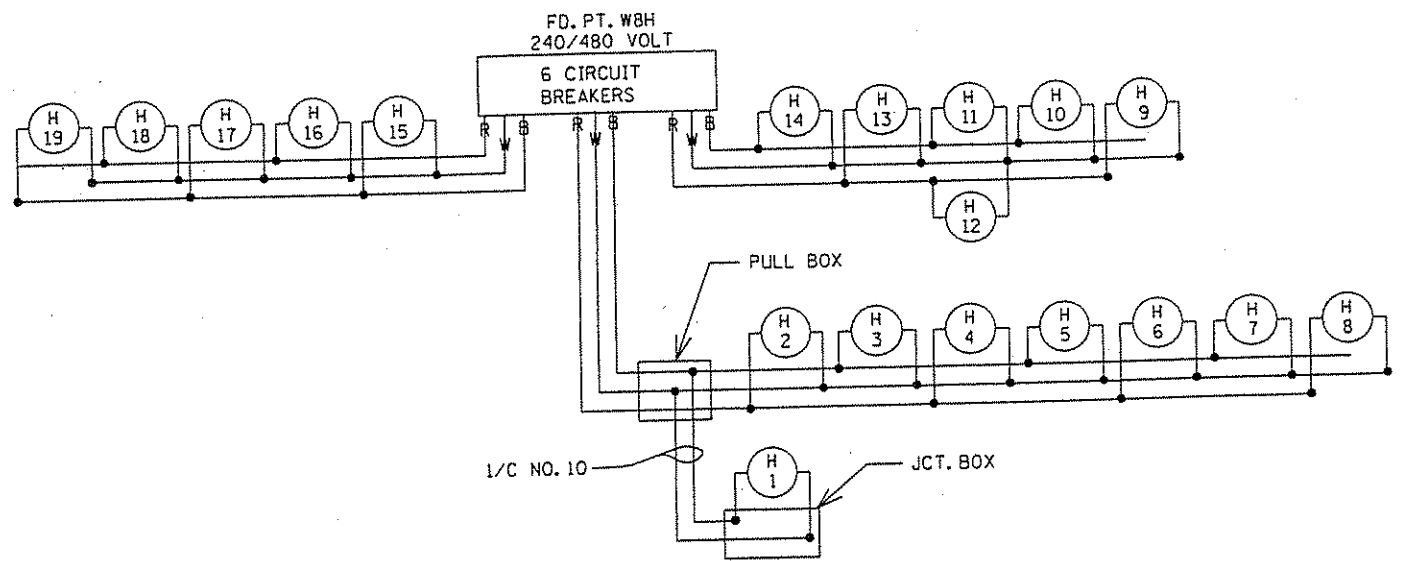 FD. PT. W8H
240/480 VOLT
6 CIRCUIT
BREAKERS
R W B
R W B
R W B
H
19
H
18
H
17
H
16
H
15
H
14
H
13
H
11
H
10
H
9
H
12
PULL BOX
H
2
H
3
H
4
H
5
H
6
H
7
H
8
1/C NO. 10
H
1
JCT. BOX